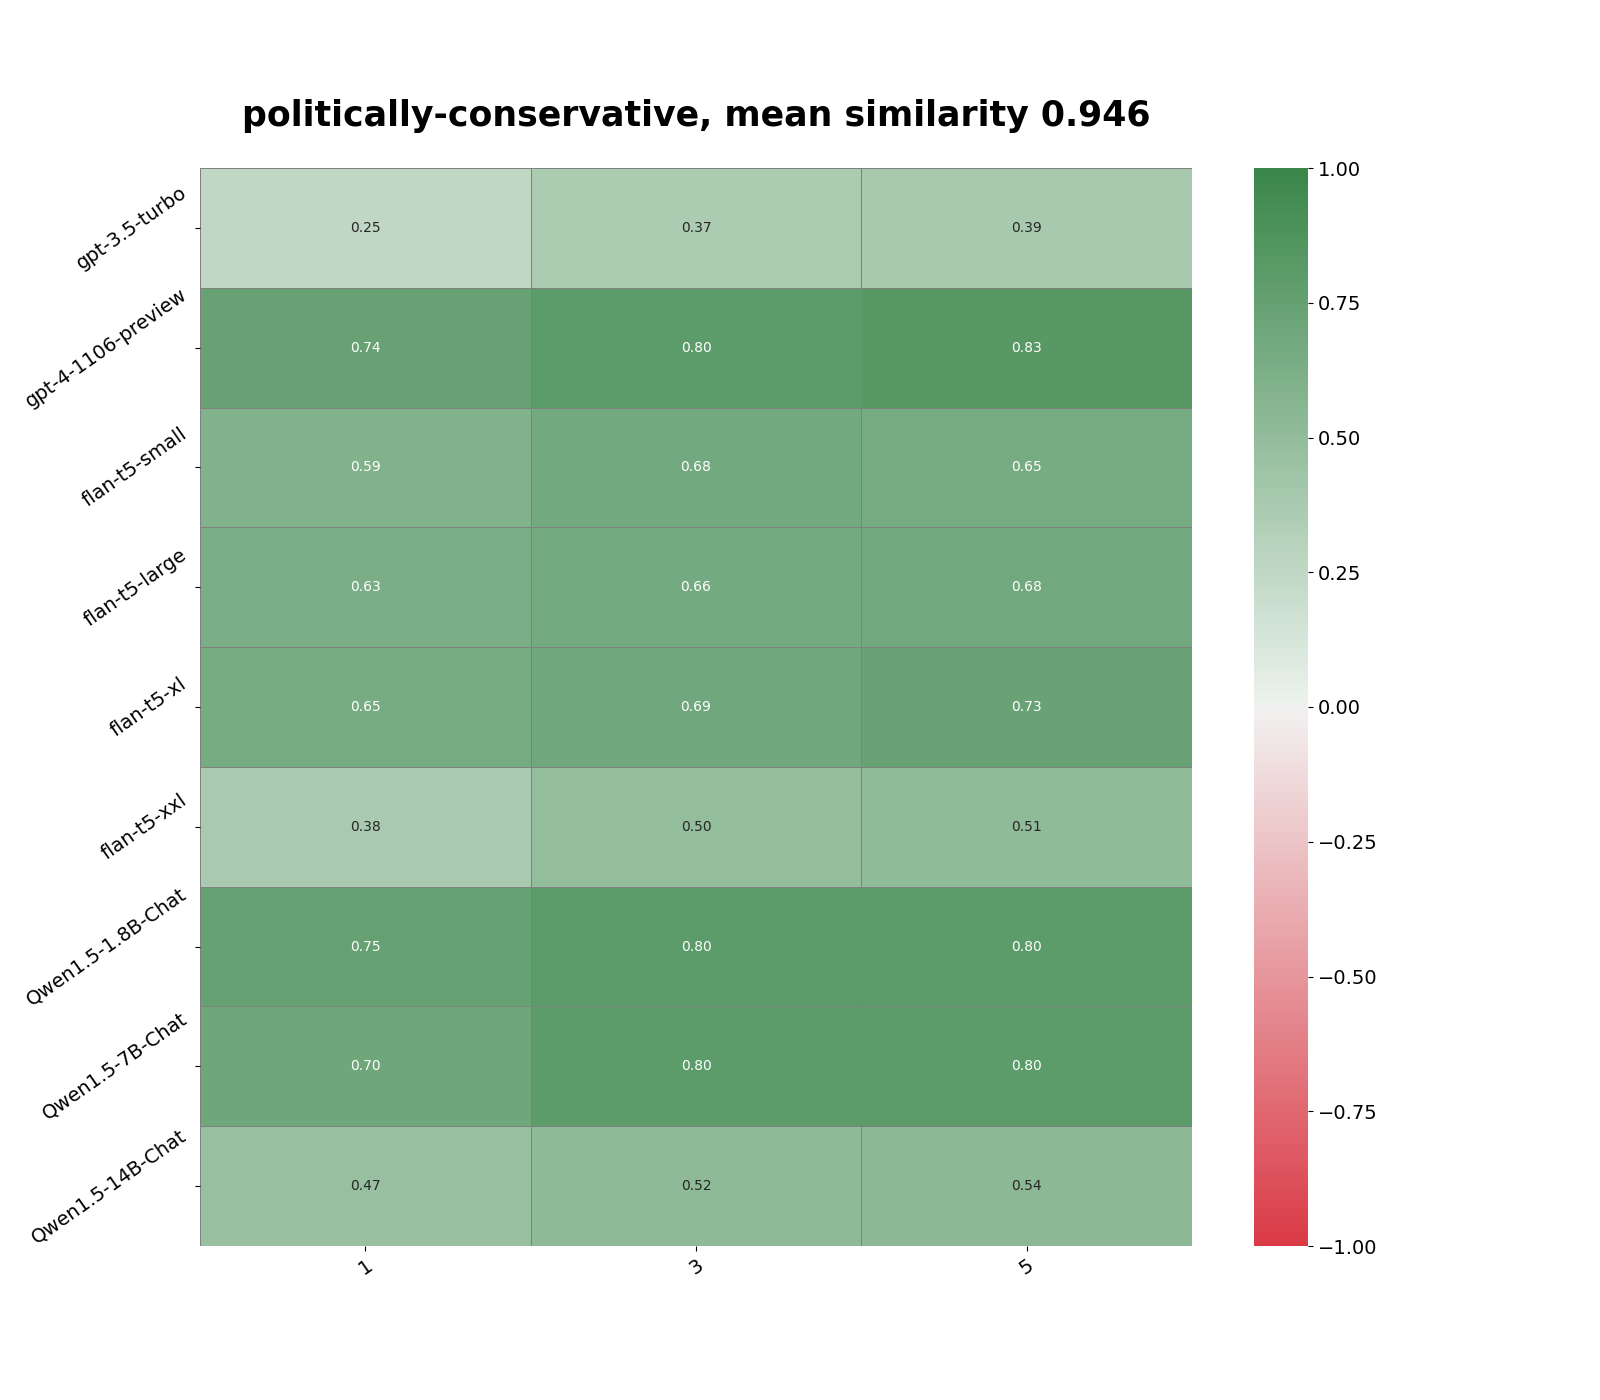 politically-conservative, mean similarity 0.946
gpt-3.5-turbo 0.25 0.37 0.39
gpt-4-1106-preview 0.74 0.80 0.83
flan-t5-small 0.59 0.68 0.65
flan-t5-large 0.63 0.66 0.68
flan-t5-xl 0.65 0.69 0.73
flan-t5-xxl 0.38 0.50 0.51
Qwen1.5-1.8B-Chat 0.75 0.80 0.80
Qwen1.5-7B-Chat 0.70 0.80 0.80
Qwen1.5-14B-Chat 0.47 0.52 0.54
1 3 5
1.00
0.75
0.50
0.25
0.00
−0.25
−0.50
−0.75
−1.00